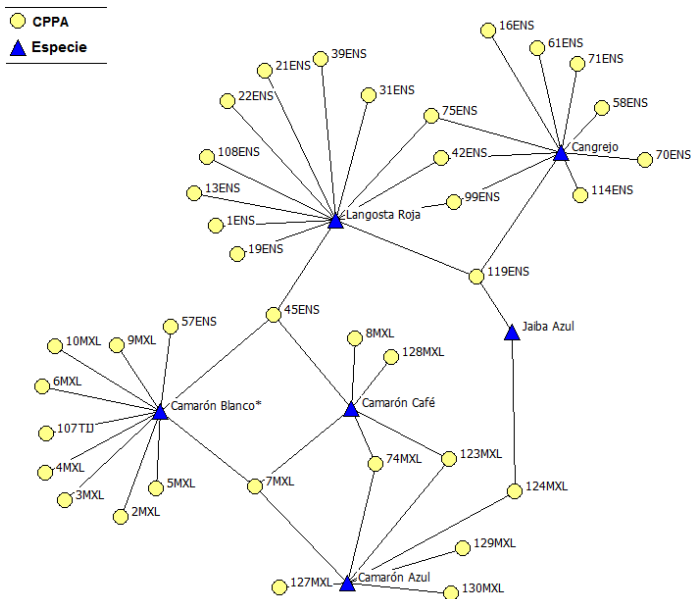 CPPA
Especie
16ENS
61ENS
71ENS
39ENS
21ENS
31ENS
22ENS
75ENS
58ENS
108ENS
42ENS
Cangrejo
70ENS
13ENS
99ENS
114ENS
1ENS
Langosta Roja
19ENS
119ENS
45ENS
57ENS
Jaiba Azul
10MXL
9MXL
8MXL
128MXL
6MXL
Camarón Blanco*
Camarón Café
107TIJ
4MXL
74MXL
123MXL
3MXL
5MXL
7MXL
124MXL
2MXL
129MXL
127MXL
Camarón Azul
130MXL